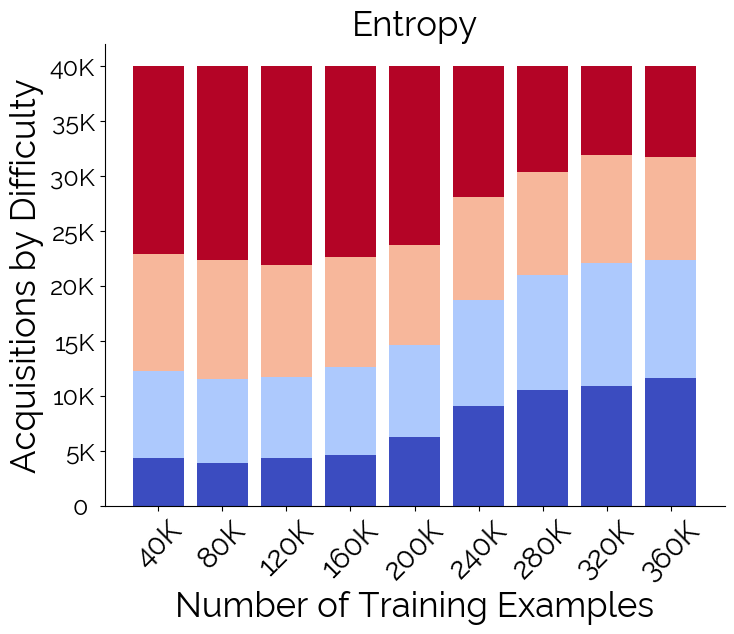 Entropy
Acquisitions by Difficulty
40K
35K
30K
25K
20K
15K
10K
5K
0
40K
80K
120K
160K
200K
240K
280K
320K
360K
Number of Training Examples